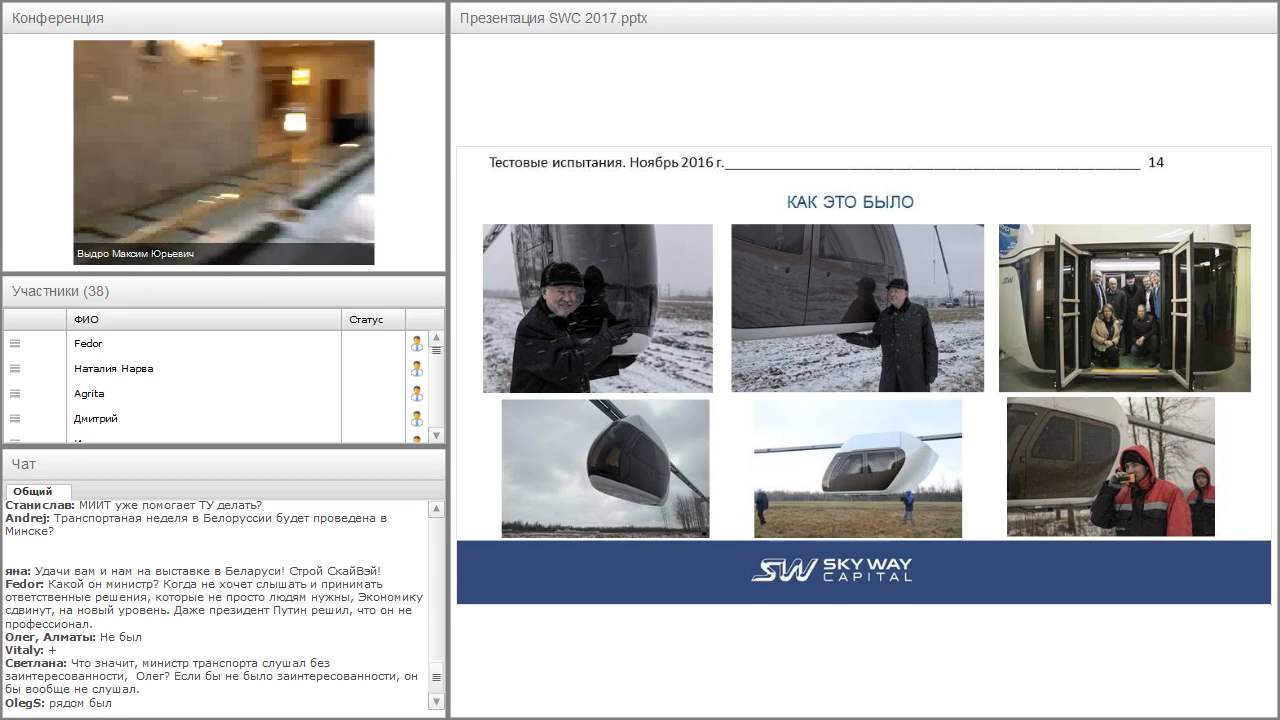 Конференция
Выдро Максим Юрьевич
Участники (38)
ФИО Статус
Fedor
Наталия Нарва
Agrita
Дмитрий
Чат
Общий
Станислав: МИИТ уже помогает ТУ делать?
Andrej: Транспортаная неделя в Белоруссии будет приведена в
Минске?
яна: Удачи вам и нам на выставке в Беларуси! Строй СкайВэй!
Fedor: Какой он министр? Когда не хочет слышать и принимать
ответственные решения, которые не просто людям нужны, Экономику
сдвинут, на новый уровень. Даже президент Путин решил, что он не
профессионал.
Олег, Алматы: Не был
Vitaly: +
Светлана: Что значит, министр транспорта слушал без
заинтересованности, Олег? Если бы не было заинтересованности, он
бы вообще не слушал.
OlegS: рядом был
Презентация SWC 2017.pptx
Тестовые испытания. Ноябрь 2016 г. 14
КАК ЭТО БЫЛО
SW SKY WAY
CAPITAL